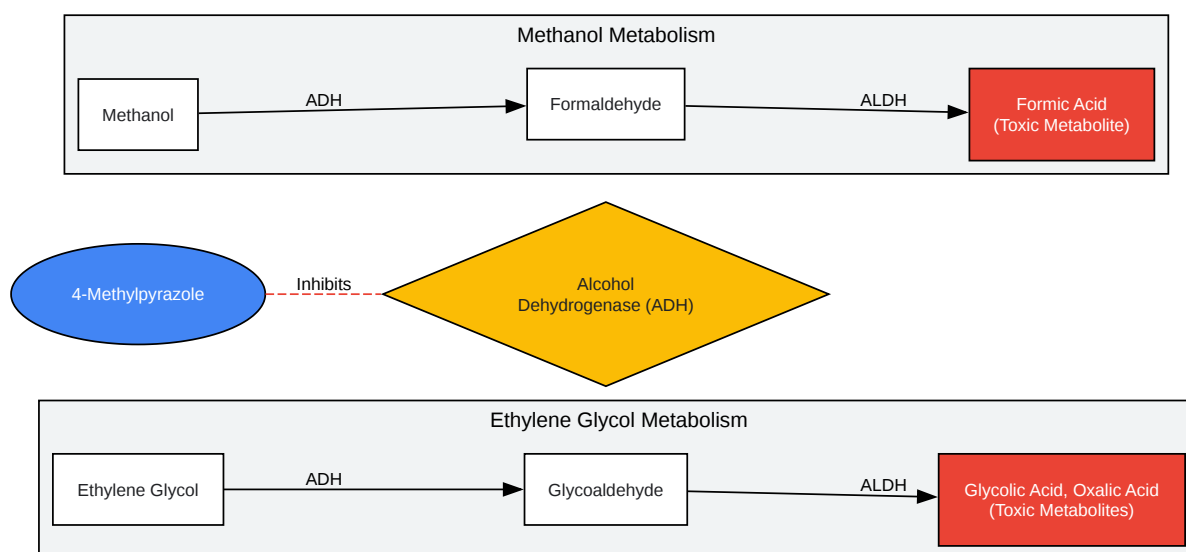 Methanol Metabolism
Methanol
ADH
Formaldehyde
ALDH
Formic Acid
(Toxic Metabolite)
4-Methylpyrazole
Inhibits
Alcohol
Dehydrogenase (ADH)
Ethylene Glycol Metabolism
Ethylene Glycol
ADH
Glycoaldehyde
ALDH
Glycolic Acid, Oxalic Acid
(Toxic Metabolites)